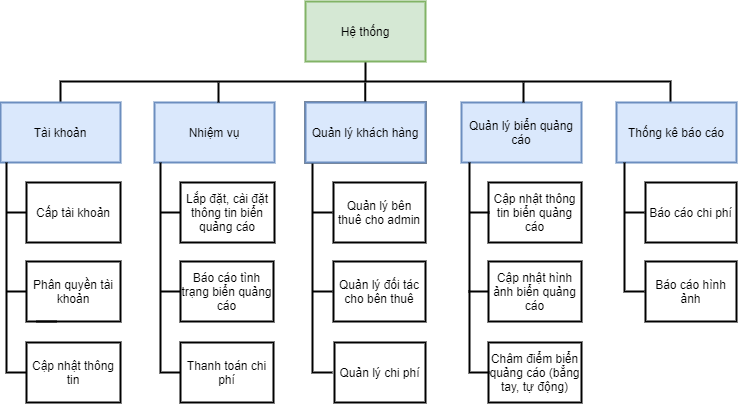 Hệ thống
Tài khoản
Nhiệm vụ
Quản lý khách hàng
Quản lý biển quảng
cáo
Thống kê báo cáo
Cấp tài khoản
Lắp đặt, cài đặt
thông tin biển
quảng cáo
Quản lý bên
thuê cho admin
Cập nhật thông
tin biển quảng
cáo
Báo cáo chi phí
Phân quyền tài
khoản
Báo cáo tình
trạng biển quảng
cáo
Quản lý đối tác
cho bên thuê
Cập nhật hình
ảnh biển quảng
cáo
Báo cáo hình
ảnh
Cập nhật thông
tin
Thanh toán chi
phí
Quản lý chi phí
Chấm điểm biển
quảng cáo (bằng
tay, tự động)